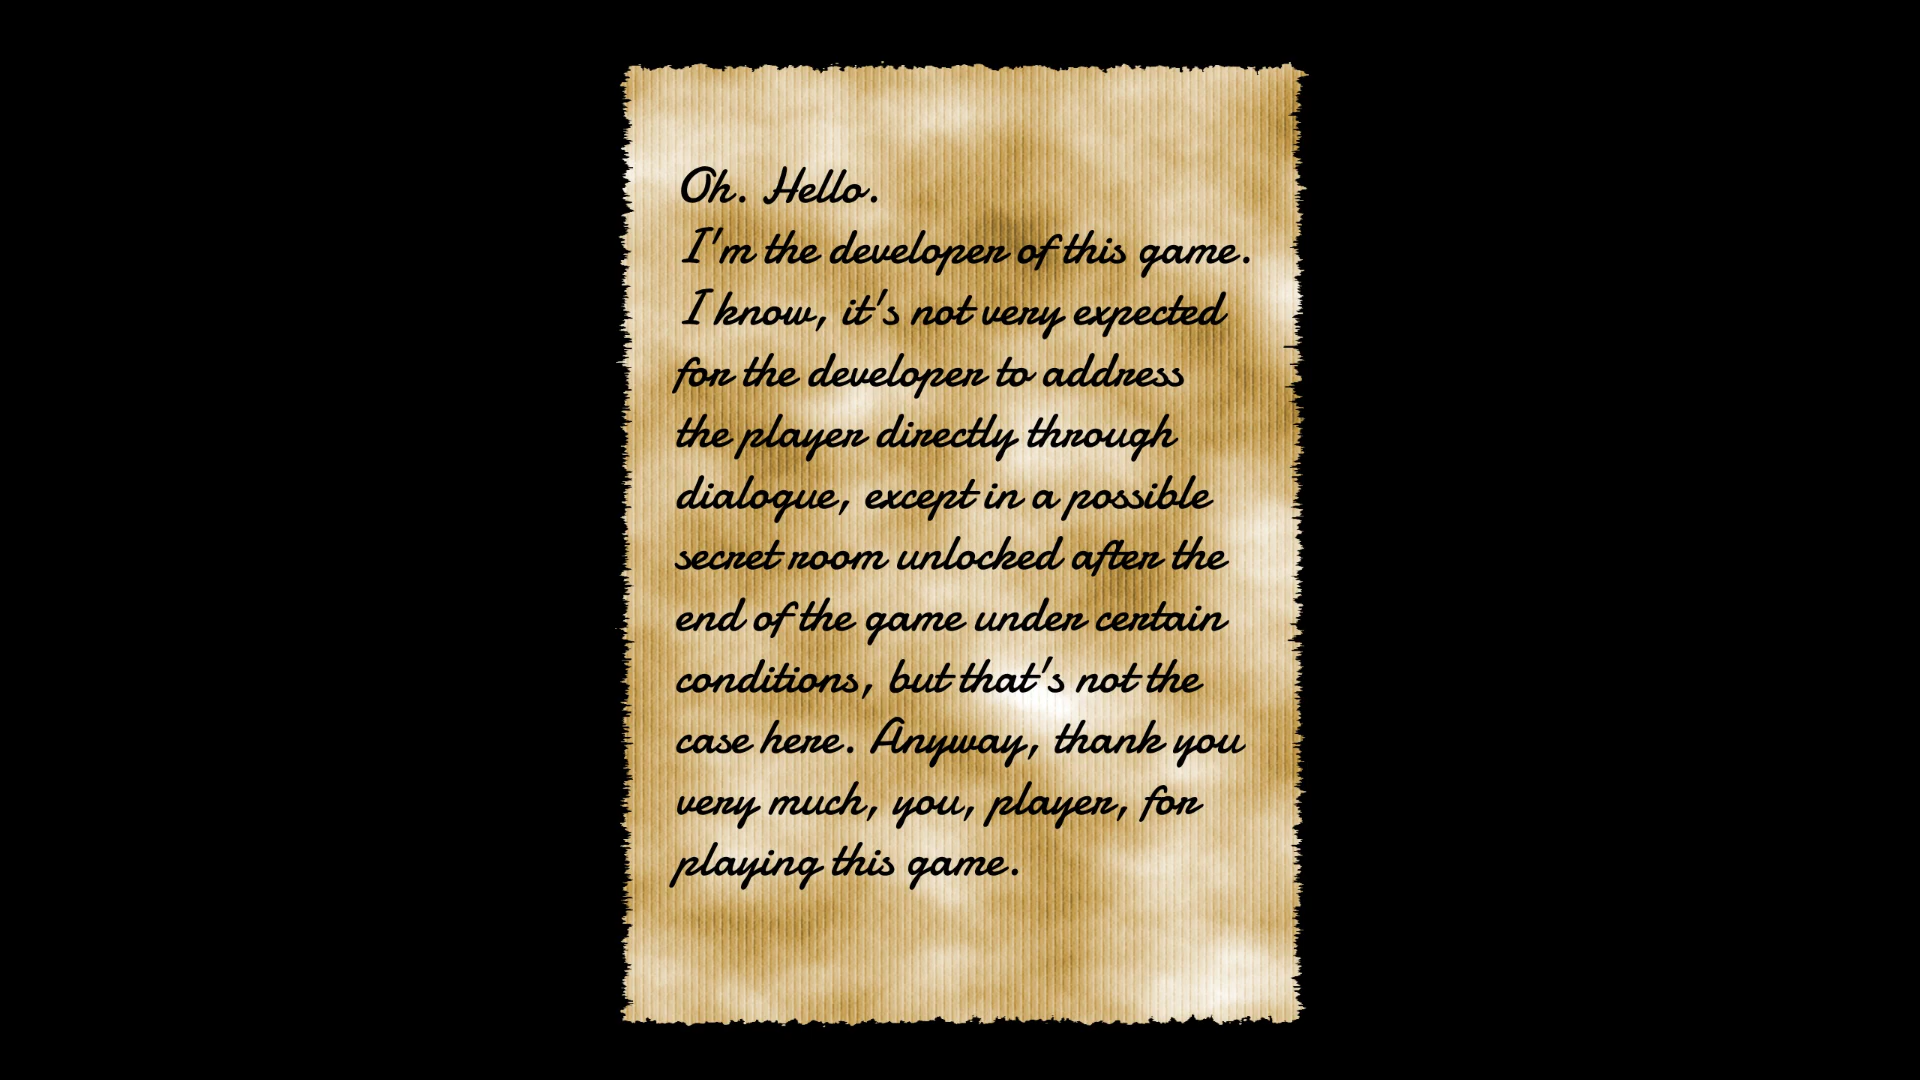 Oh. Hello.
I'm the developer of this game.
I know, it's not very expected
for the developer to address
the player directly through
dialogue, except in a possible
secret room unlocked after the
end of the game under certain
conditions, but that's not the
case here. Anyway, thank you
very much, you, player, for
playing this game.